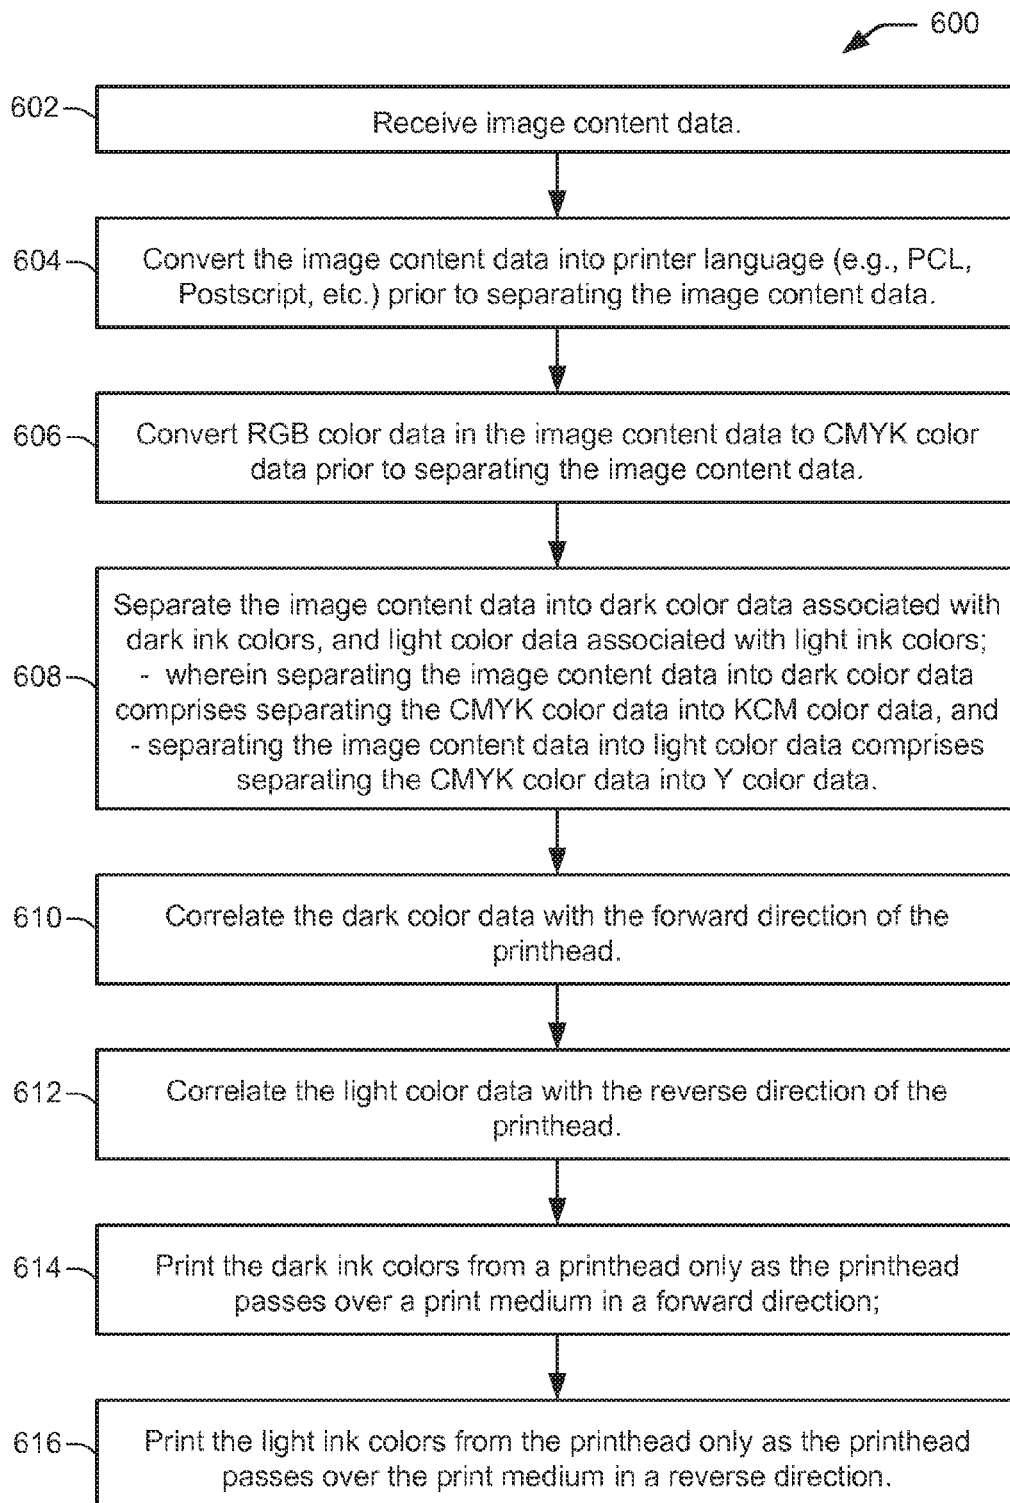 600
602
Receive image content data.
604
Convert the image content data into printer language (e.g., PCL,
Postscript, etc.) prior to separating the image content data.
606
Convert RGB color data in the image content data to CMYK color
data prior to separating the image content data.
608
Separate the image content data into dark color data associated with
dark ink colors, and light color data associated with light ink colors;
- wherein separating the image content data into dark color data
comprises separating the CMYK color data into KCM color data, and
- separating the image content data into light color data comprises
separating the CMYK color data into Y color data.
610
Correlate the dark color data with the forward direction of the
printhead.
612
Correlate the light color data with the reverse direction of the
printhead.
614
Print the dark ink colors from a printhead only as the printhead
passes over a print medium in a forward direction;
616
Print the light ink colors from the printhead only as the printhead
passes over the print medium in a reverse direction.